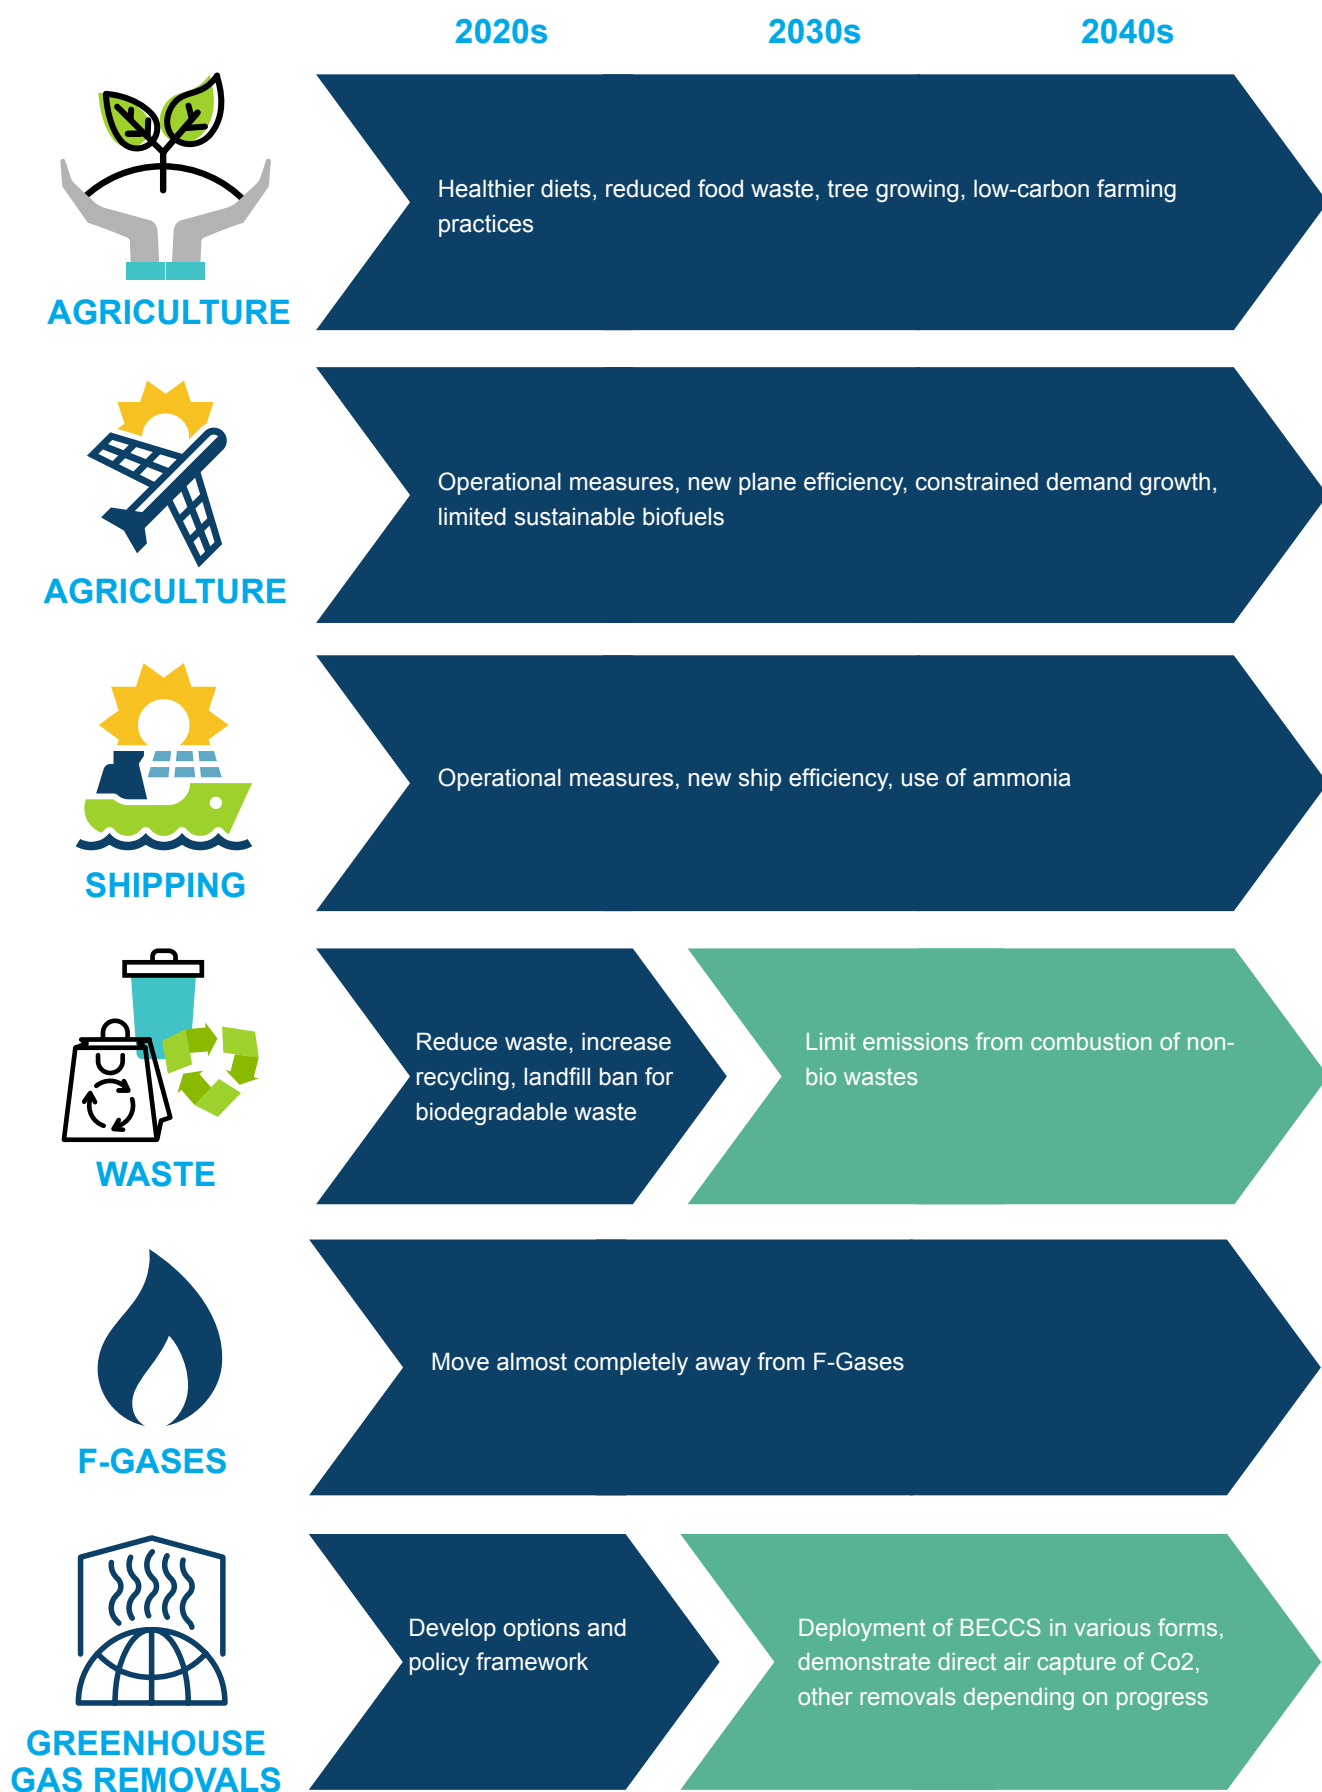 2020s 2030s 2040s
Healthier diets, reduced food waste, tree growing, low-carbon farming
practices
AGRICULTURE
Operational measures, new plane efficiency, constrained demand growth,
limited sustainable biofuels
AGRICULTURE
Operational measures, new ship efficiency, use of ammonia
SHIPPING
Reduce waste, increase
recycling, landfill ban for
biodegradable waste
Limit emissions from combustion of non-
bio wastes
WASTE
Move almost completely away from F-Gases
F-GASES
Develop options and
policy framework
Deployment of BECCS in various forms,
demonstrate direct air capture of Co2,
other removals depending on progress
GREENHOUSE
GAS REMOVALS